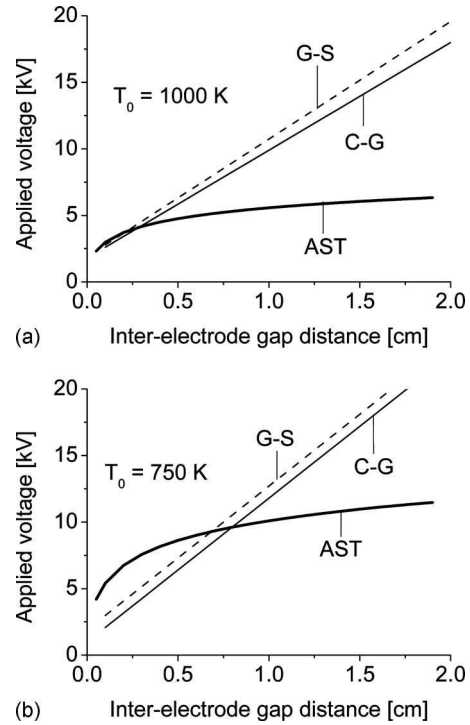 20
15
10
5
0
Applied voltage [kV]
T0 = 1000 K
G-S
C-G
AST
0.0 0.5 1.0 1.5 2.0
(a) Inter-electrode gap distance [cm]
20
15
10
5
0
Applied voltage [kV]
T0 = 750 K
G-S
C-G
AST
0.0 0.5 1.0 1.5 2.0
(b) Inter-electrode gap distance [cm]